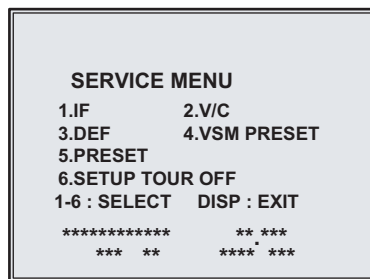 SERVICE MENU
1.IF 2.V/C
3.DEF 4.VSM PRESET
5.PRESET
6.SETUP TOUR OFF
1-6 : SELECT DISP : EXIT
************ **.***
*** ** **** ***